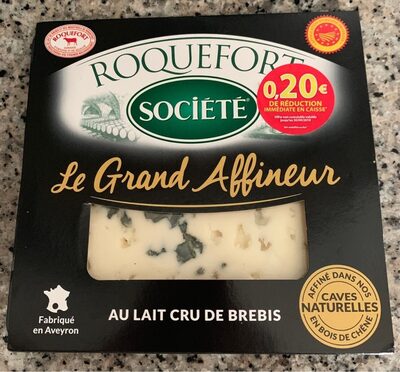 ROQUEFORT
ROQUEFORT
SOCIÉTÉ
0,20€
DE RÉDUCTION
IMMÉDIATE EN CAISSE*
Le Grand Affineur
Fabriqué
en Aveyron
AU LAIT CRU DE BREBIS
AFFINÉ DANS NOS
CAVES
NATURELLES
EN BOIS DE CHÊNE